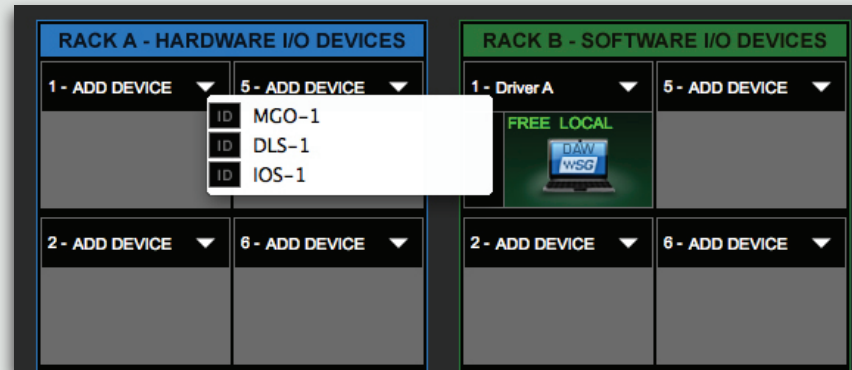 RACK A - HARDWARE I/O DEVICES
1 - ADD DEVICE
5 - ADD DEVICE
ID MGO-1
ID DLS-1
ID IOS-1
2 - ADD DEVICE
6 - ADD DEVICE
RACK B - SOFTWARE I/O DEVICES
1 - Driver A
5 - ADD DEVICE
FREE LOCAL
DAW
WSG
2 - ADD DEVICE
6 - ADD DEVICE